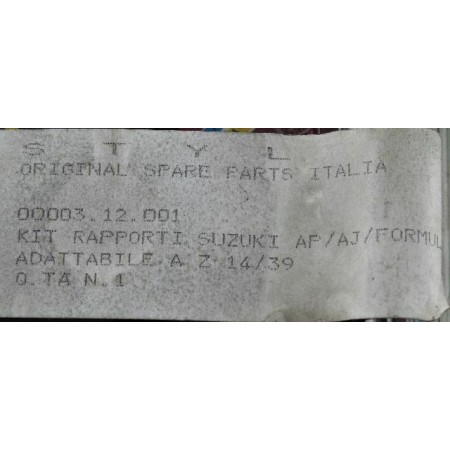 S T Y L
ORIGINAL SPARE PARTS ITALIA
00003.12.001
KIT RAPPORTI SUZUKI AP/AJ/FORMUL
ADATTABILE A Z 14/39
Q.TA N.1